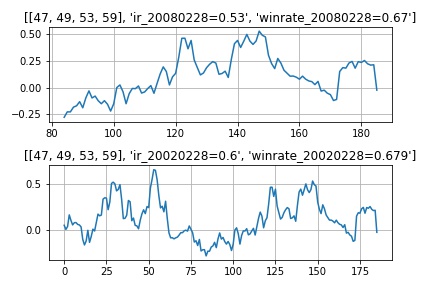 [[47, 49, 53, 59], 'ir_20080228=0.53', 'winrate_20080228=0.67']
0.50
0.25
0.00
−0.25
80 100 120 140 160 180
[[47, 49, 53, 59], 'ir_20020228=0.6', 'winrate_20020228=0.679']
0.5
0.0
0 25 50 75 100 125 150 175